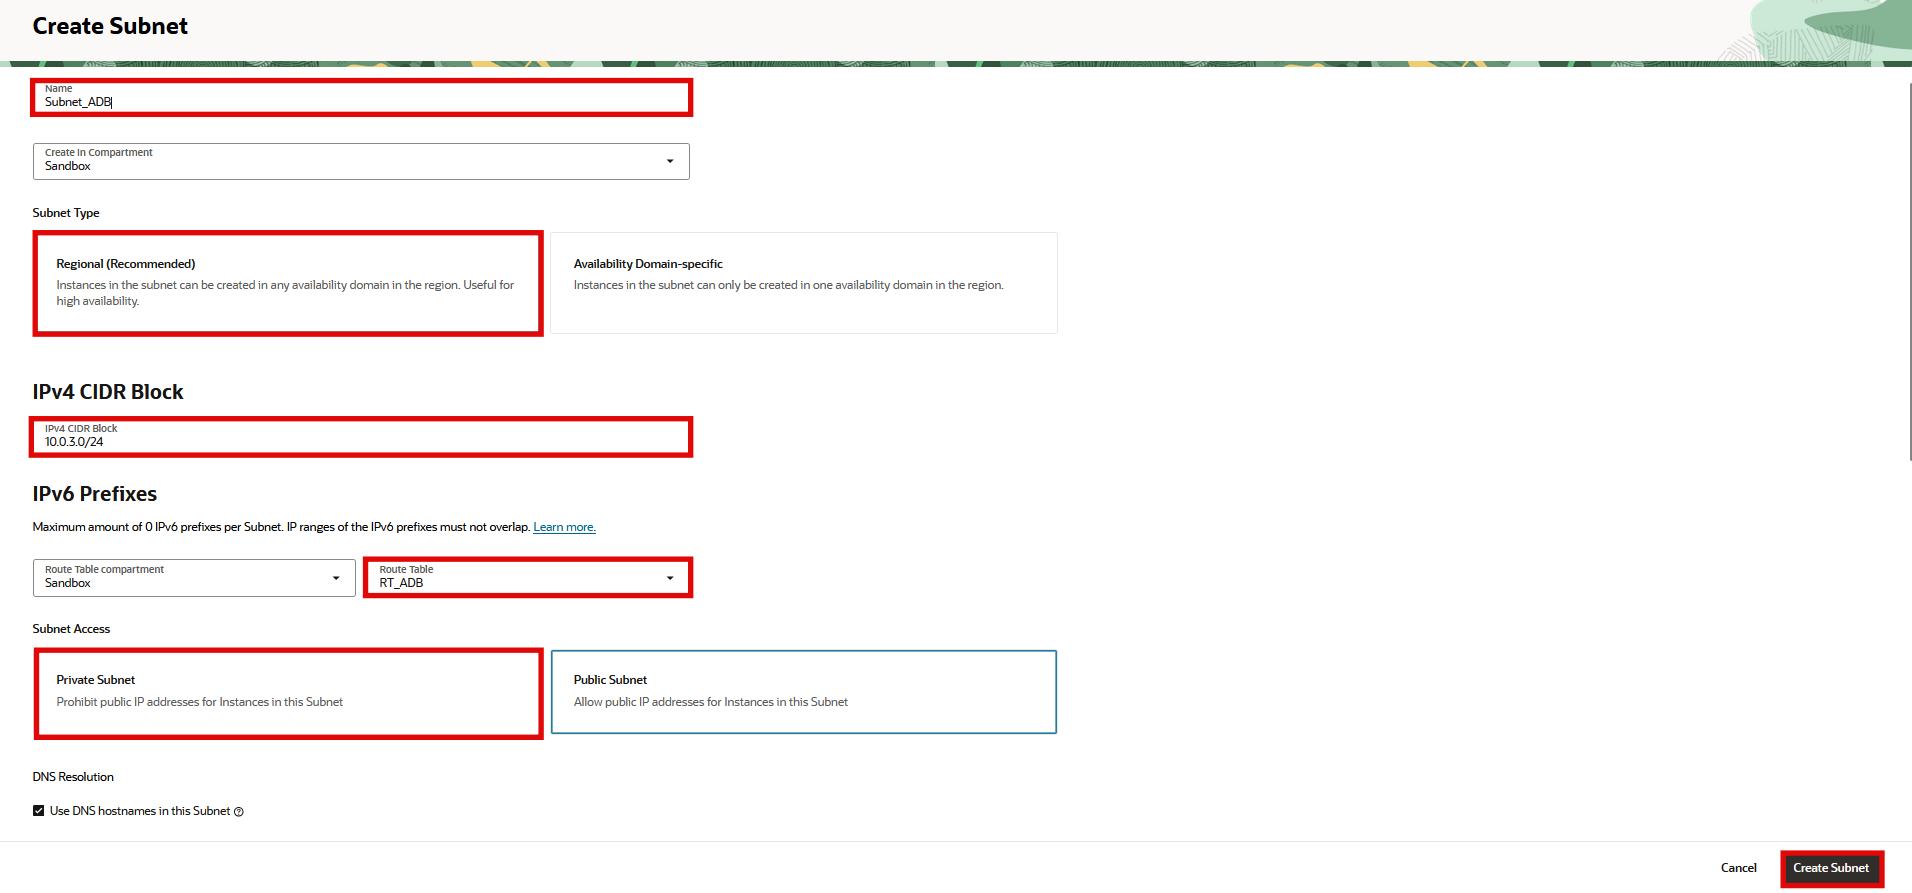 Create Subnet
Name
Subnet_ADB
Create In Compartment
Sandbox
Subnet Type
Regional (Recommended)
Instances in the subnet can be created in any availability domain in the region. Useful for
high availability.
Availability Domain-specific
Instances in the subnet can only be created in one availability domain in the region.
IPv4 CIDR Block
IPv4 CIDR Block
10.0.3.0/24
IPv6 Prefixes
Maximum amount of 0 IPv6 prefixes per Subnet. IP ranges of the IPv6 prefixes must not overlap. Learn more.
Route Table compartment
Sandbox
Route Table
RT_ADB
Subnet Access
Private Subnet
Prohibit public IP addresses for Instances in this Subnet
Public Subnet
Allow public IP addresses for Instances in this Subnet
DNS Resolution
Use DNS hostnames in this Subnet
Cancel
Create Subnet